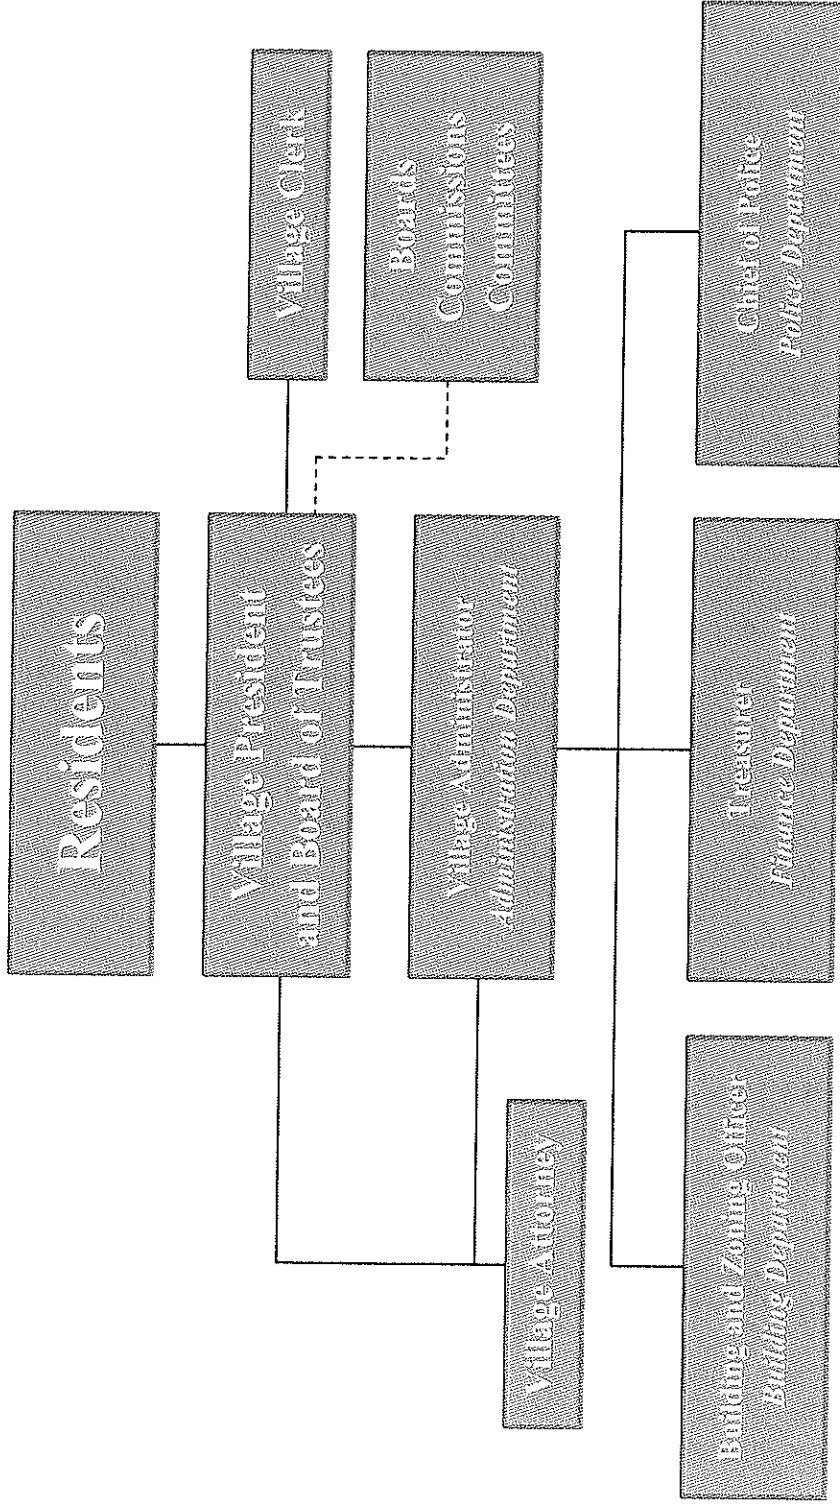 Residents
Village President
and Board of Trustees
Village Clerk
Boards
Commissions
Committees
Village Administrator
Administration Department
Village Attorney
Building and Zoning Officer
Building Department
Treasurer
Finance Department
Chief of Police
Police Department